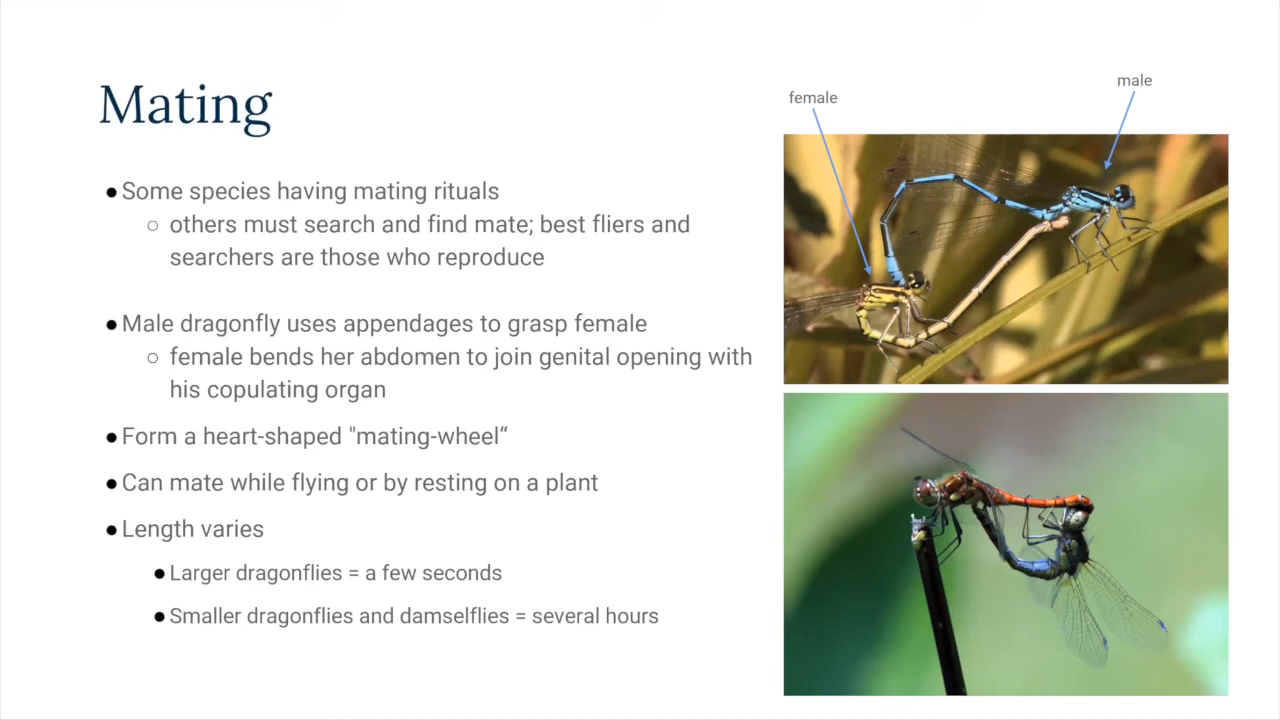 Mating
female
male
●Some species having mating rituals
○ others must search and find mate; best fliers and
searchers are those who reproduce
●Male dragonfly uses appendages to grasp female
○ female bends her abdomen to join genital opening with
his copulating organ
●Form a heart-shaped "mating-wheel“
●Can mate while flying or by resting on a plant
●Length varies
●Larger dragonflies = a few seconds
●Smaller dragonflies and damselflies = several hours